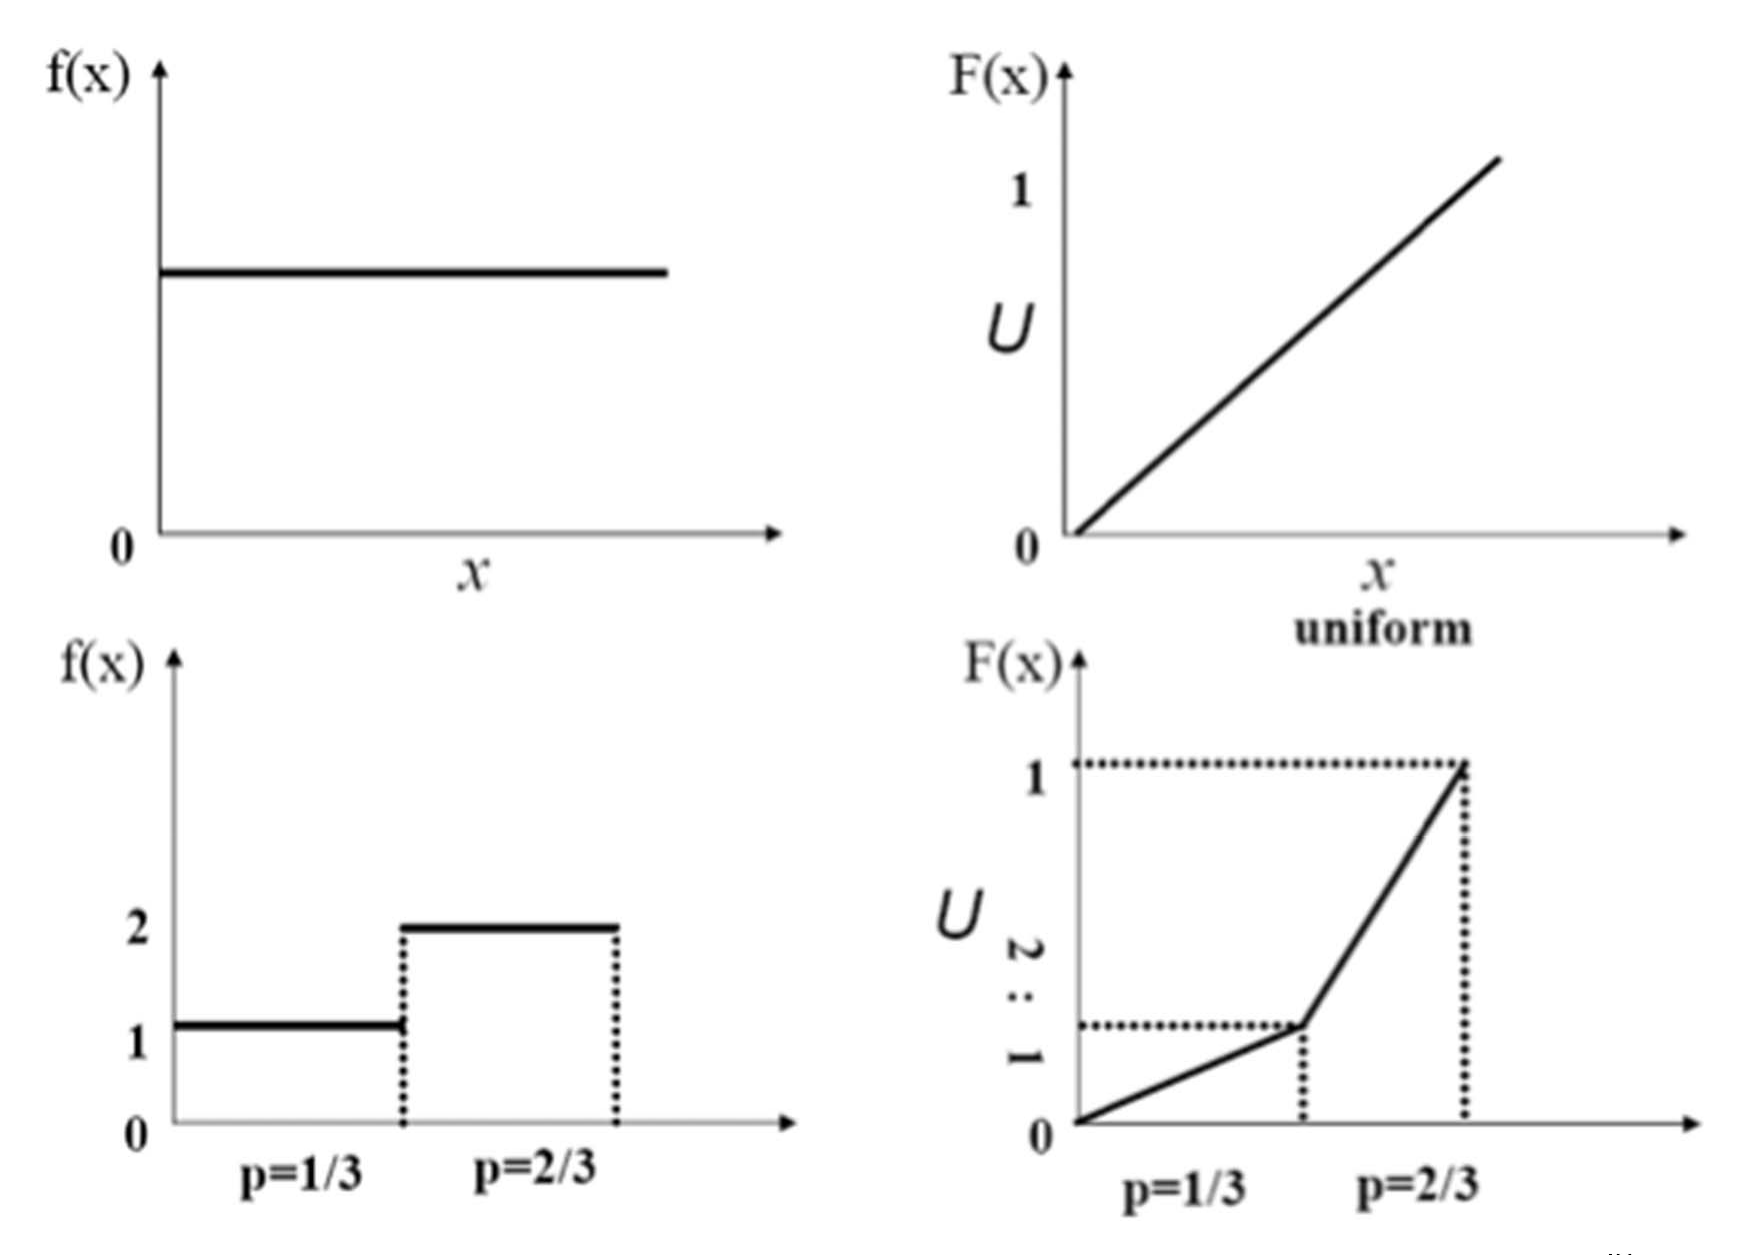 f(x)
0
x
F(x)
1
U
0
x
uniform
f(x)
2
1
0
p=1/3
p=2/3
F(x)
1
U
2 : 1
0
p=1/3
p=2/3